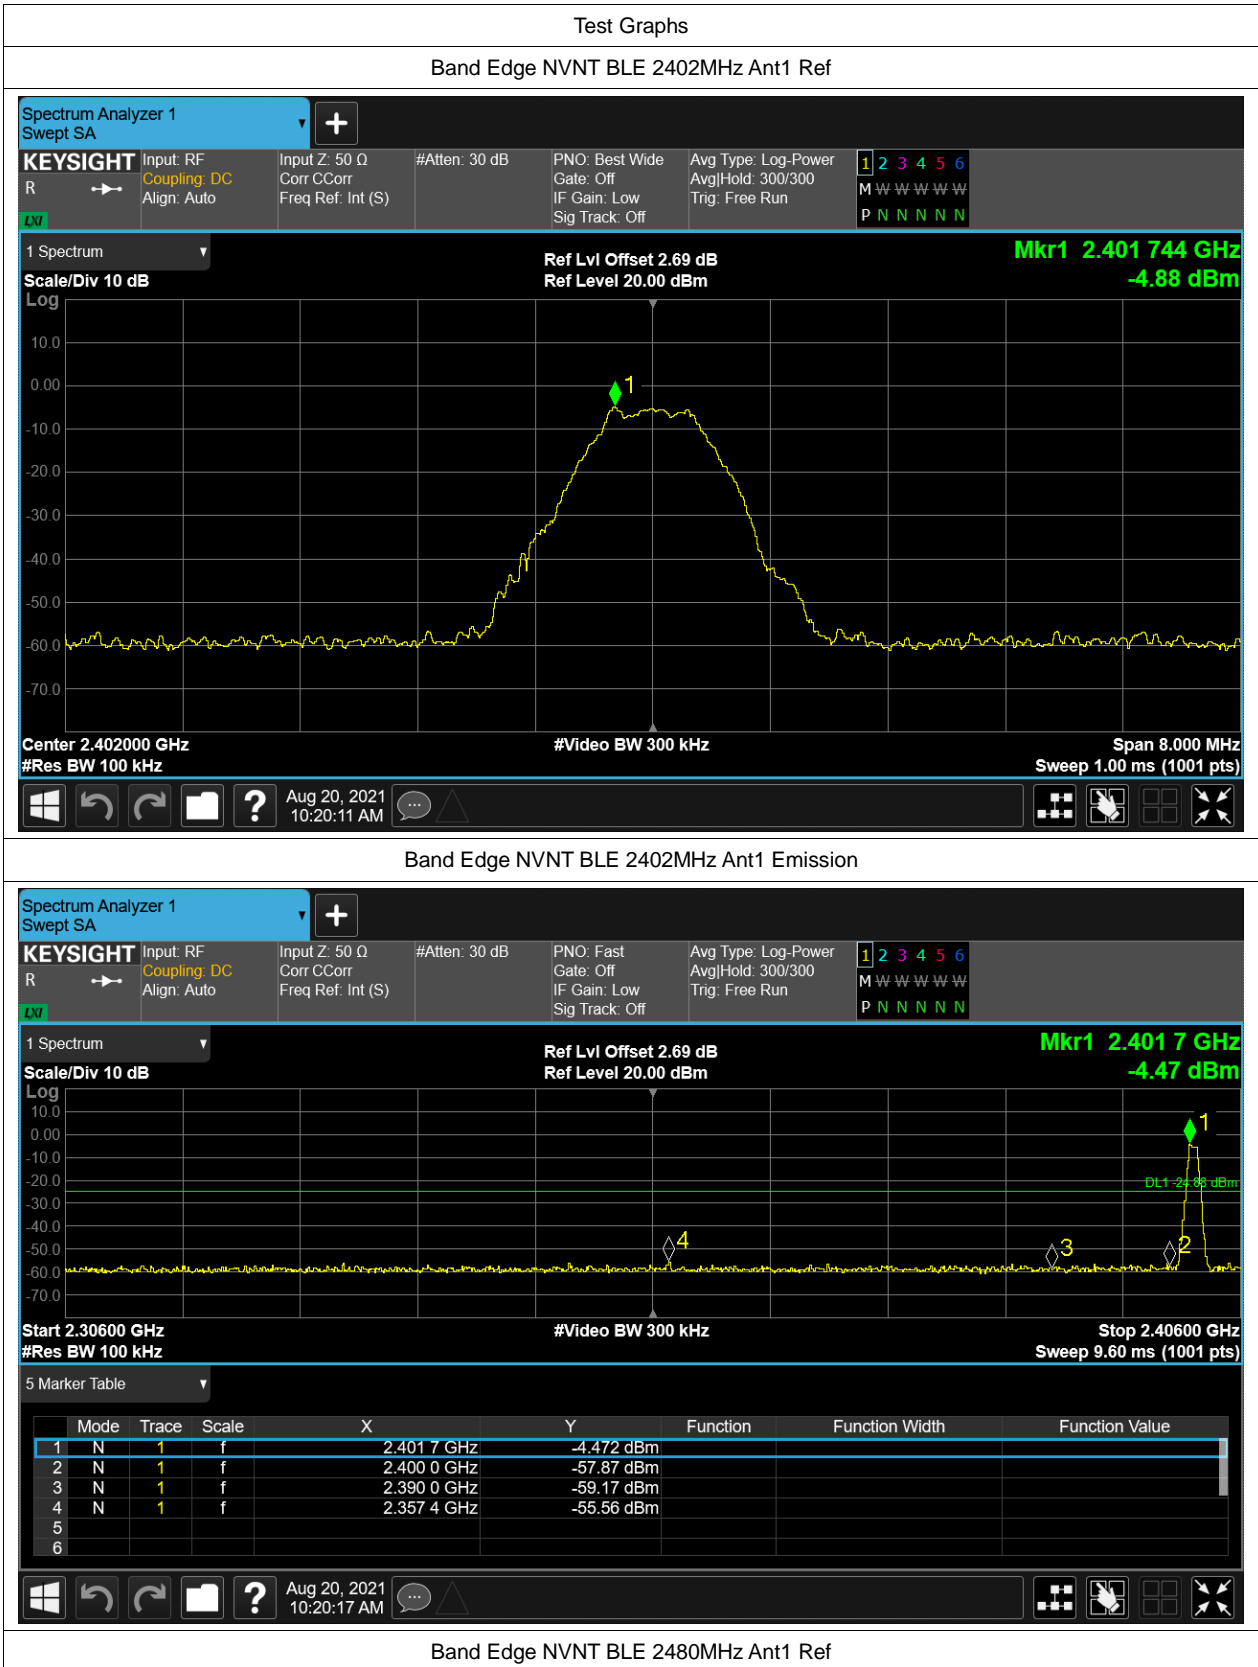 Test Graphs
Band Edge NVNT BLE 2402MHz Ant1 Ref
Spectrum Analyzer 1
Swept SA
KEYSIGHT Input: RF Input Z: 50 Ω #Atten: 30 dB PNO: Best Wide Avg Type: Log-Power 1 2 3 4 5 6
R Coupling: DC Corr CCorr Gate: Off Avg|Hold: 300/300 M W W W W W
Align: Auto Freq Ref: Int (S) IF Gain: Low Trig: Free Run
LXI Sig Track: Off P N N N N N
1 Spectrum Ref Lvl Offset 2.69 dB Mkr1 2.401 744 GHz
Scale/Div 10 dB Ref Level 20.00 dBm -4.88 dBm
Log
10.0
0.00
1
-10.0
-20.0
-30.0
-40.0
-50.0
-60.0
-70.0
Center 2.402000 GHz #Video BW 300 kHz Span 8.000 MHz
#Res BW 100 kHz Sweep 1.00 ms (1001 pts)
? Aug 20, 2021
10:20:11 AM
Band Edge NVNT BLE 2402MHz Ant1 Emission
Spectrum Analyzer 1
Swept SA
KEYSIGHT Input: RF Input Z: 50 Ω #Atten: 30 dB PNO: Fast Avg Type: Log-Power 1 2 3 4 5 6
R Coupling: DC Corr CCorr Gate: Off Avg|Hold: 300/300 M W W W W W
Align: Auto Freq Ref: Int (S) IF Gain: Low Trig: Free Run
LXI Sig Track: Off P N N N N N
1 Spectrum Ref Lvl Offset 2.69 dB Mkr1 2.401 7 GHz
Scale/Div 10 dB Ref Level 20.00 dBm -4.47 dBm
Log
10.0
1
0.00
-10.0
-20.0
DL1 -24.88 dBm
-30.0
-40.0
4 3 2
-50.0
-60.0
-70.0
Start 2.30600 GHz #Video BW 300 kHz Stop 2.40600 GHz
#Res BW 100 kHz Sweep 9.60 ms (1001 pts)
5 Marker Table
Mode Trace Scale X Y Function Function Width Function Value
1 N 1 f 2.401 7 GHz -4.472 dBm
2 N 1 f 2.400 0 GHz -57.87 dBm
3 N 1 f 2.390 0 GHz -59.17 dBm
4 N 1 f 2.357 4 GHz -55.56 dBm
5
6
? Aug 20, 2021
10:20:17 AM
Band Edge NVNT BLE 2480MHz Ant1 Ref